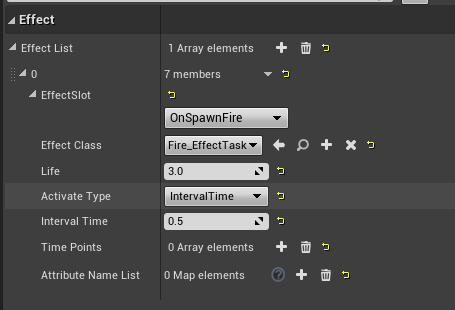 Effect
Effect List 1 Array elements
0 7 members
EffectSlot
OnSpawnFire
Effect Class Fire_EffectTask
Life 3.0
Activate Type IntervalTime
Interval Time 0.5
Time Points 0 Array elements
Attribute Name List 0 Map elements ?